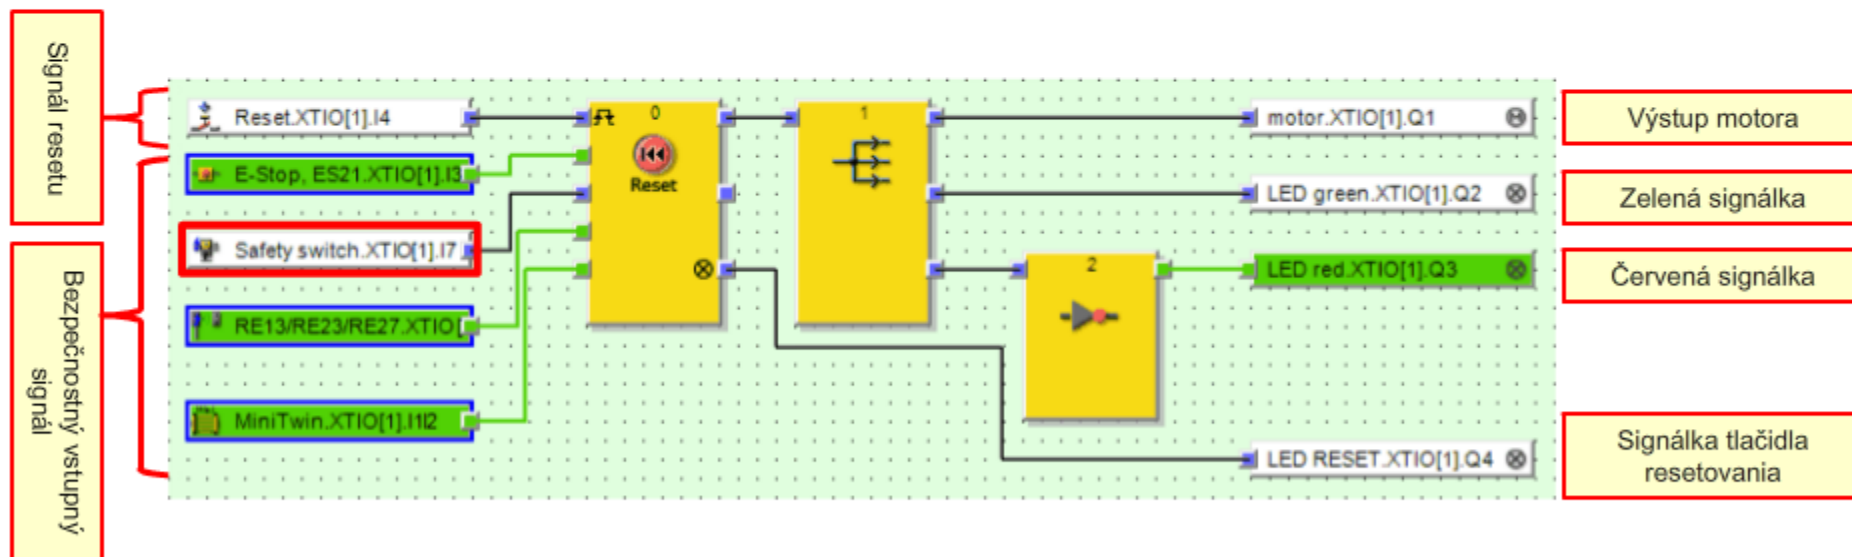 Signál resetu
Bezpečnostný vstupný
signál
Reset.XTIO[1].I4
E-Stop, ES21.XTIO[1].I3
Safety switch.XTIO[1].I7
RE13/RE23/RE27.XTIO[
MiniTwin.XTIO[1].I1I2
0
Reset
1
2
motor.XTIO[1].Q1
LED green.XTIO[1].Q2
LED red.XTIO[1].Q3
LED RESET.XTIO[1].Q4
Výstup motora
Zelená signálka
Červená signálka
Signálka tlačidla
resetovania